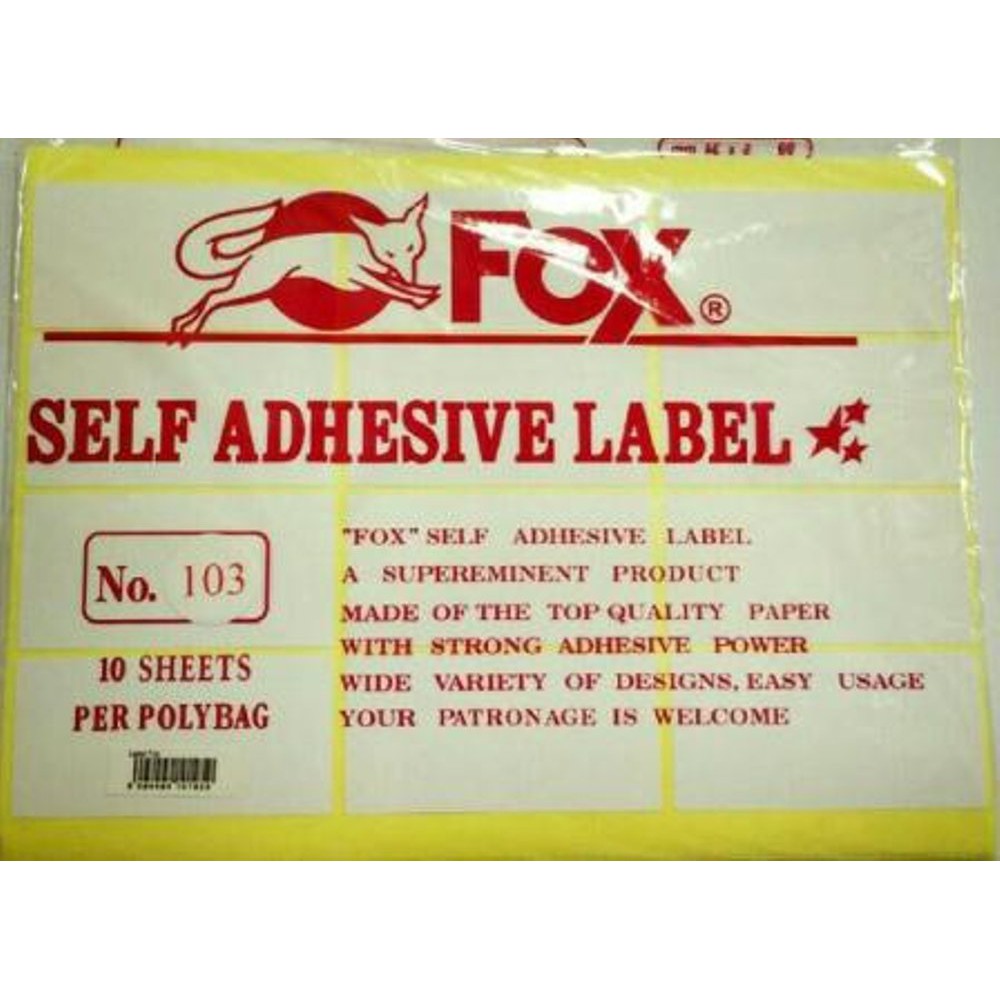 Fox ®
SELF ADHESIVE LABEL
No. 103
10 SHEETS
PER POLYBAG
"FOX" SELF ADHESIVE LABEL
A SUPEREMINENT PRODUCT
MADE OF THE TOP QUALITY PAPER
WITH STRONG ADHESIVE POWER
WIDE VARIETY OF DESIGNS, EASY USAGE
YOUR PATRONAGE IS WELCOME